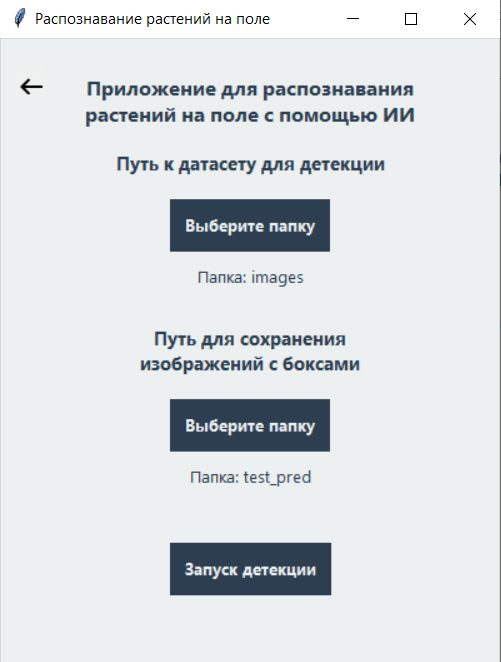 Распознавание растений на поле
Приложение для распознавания
растений на поле с помощью ИИ
Путь к датасету для детекции
Выберите папку
Папка: images
Путь для сохранения
изображений с боксами
Выберите папку
Папка: test_pred
Запуск детекции